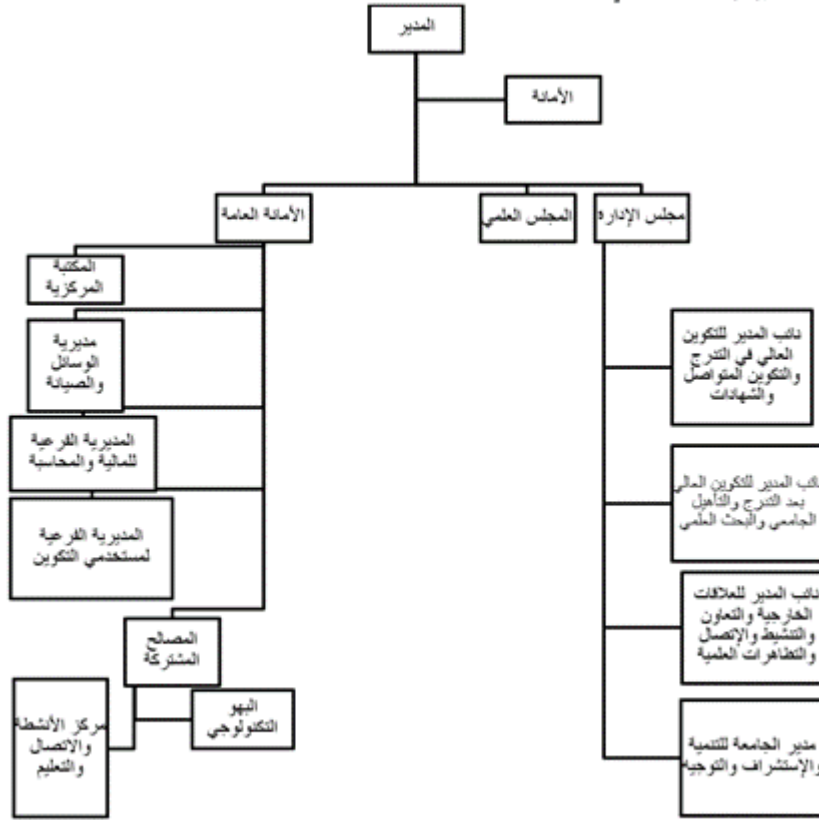 المدير
الأمانة
مجلس الإدارة
المجلس العلمي
الأمانة العامة
نائب المدير للتكوين
العالي في التدرج
والتكوين المتواصل
والشهادات
نائب المدير للتكوين العالي
بعد التدرج والتأهيل
الجامعي والبحث العلمي
نائب المدير للعلاقات
الخارجية والتعاون
والتنشيط والإتصال
والتظاهرات العلمية
مدير الجامعة للتنمية
والإستشراف والتوجيه
المكتبة
المركزية
مديرية
الوسائل
والصيانة
المديرية الفرعية
للمالية والمحاسبة
المديرية الفرعية
لمستخدمي التكوين
المصالح
المشتركة
البهو
التكنولوجي
مركز الأنشطة
والاتصال
والتعليم